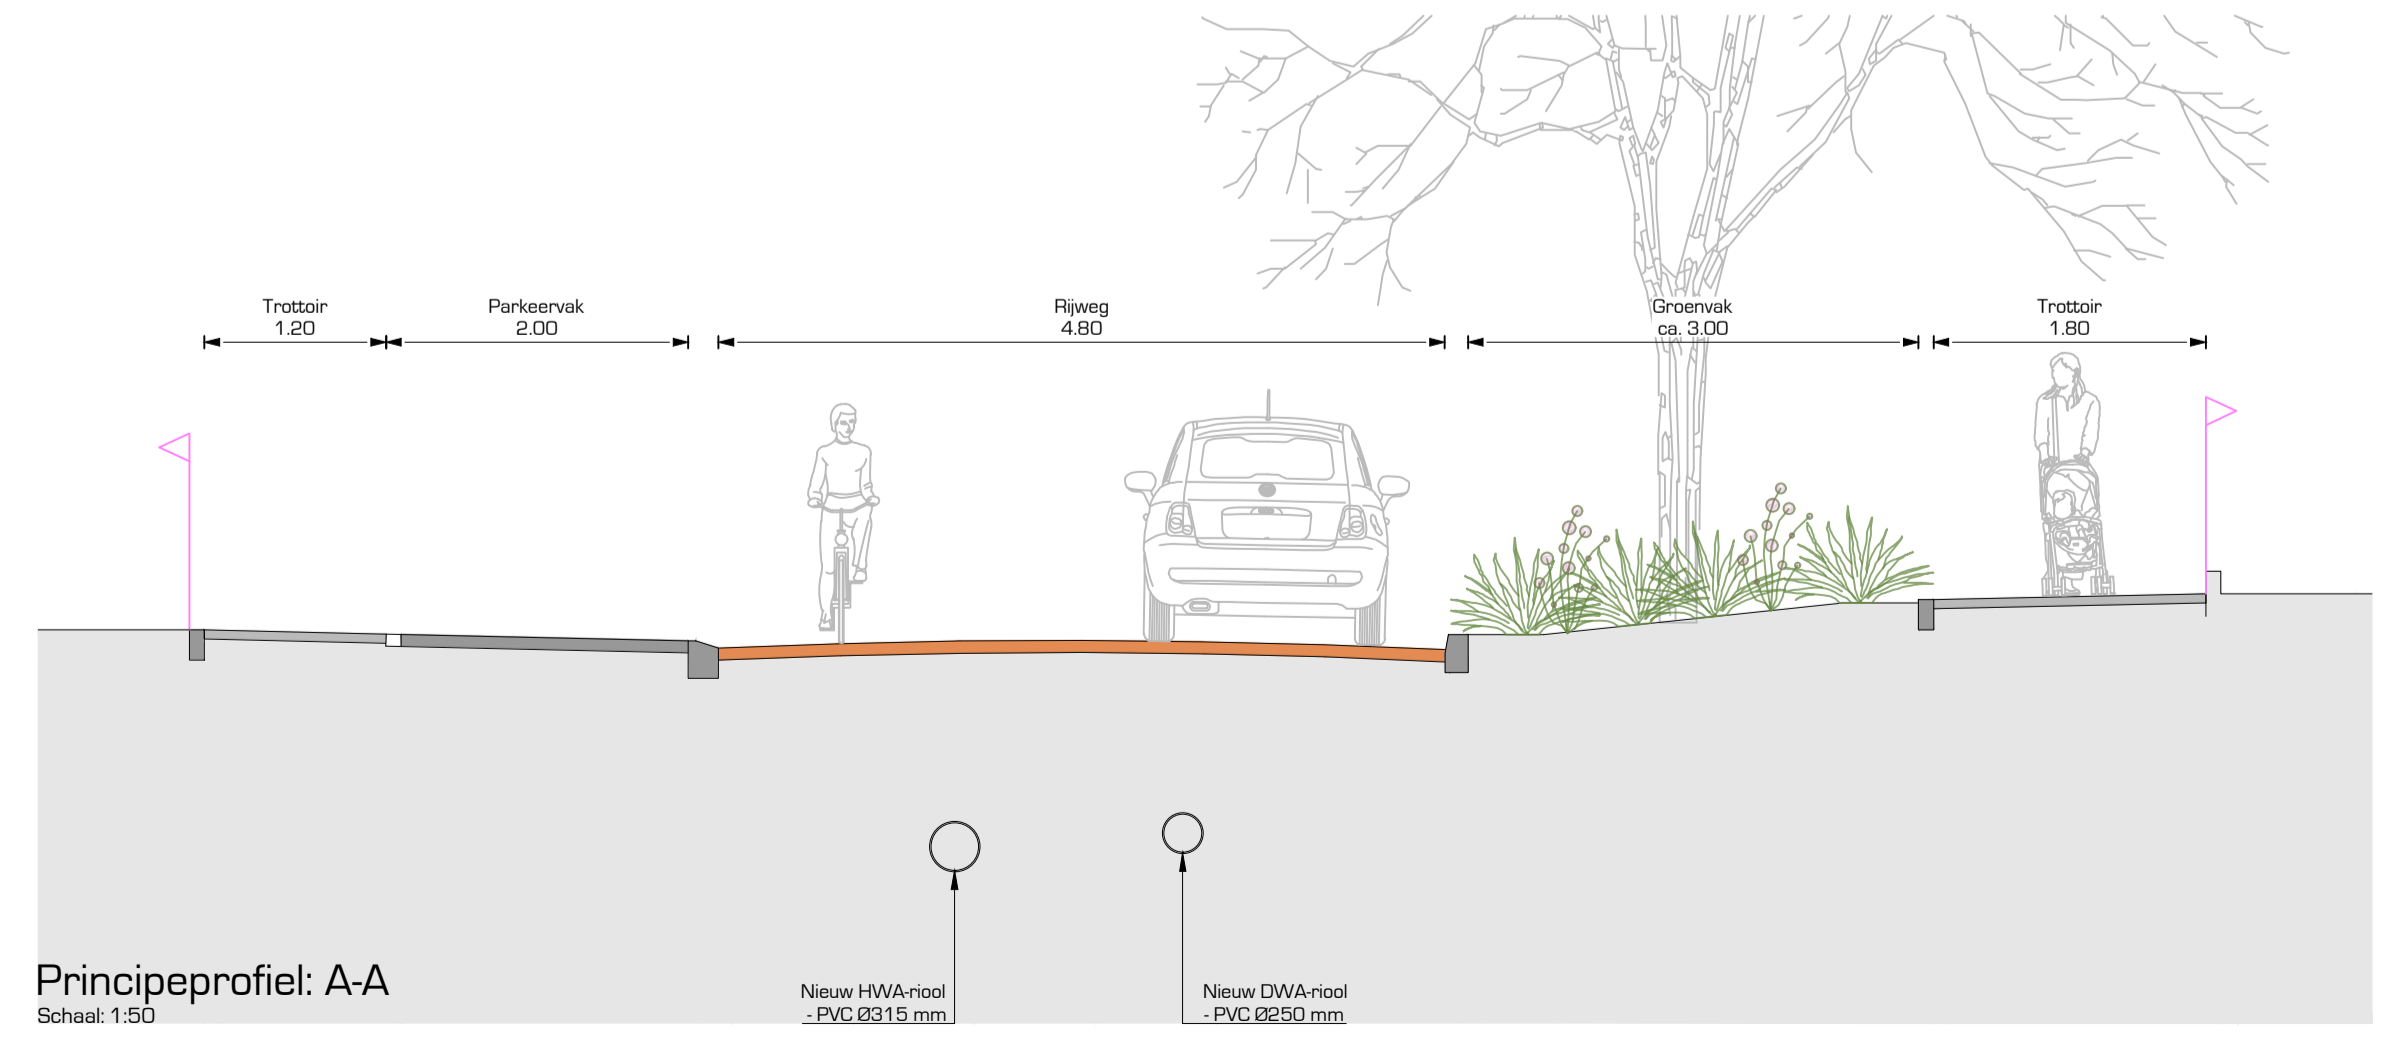 Trottoir
1.20
Parkeervak
2.00
Rijweg
4.80
Groenvak
ca. 3.00
Trottoir
1.80
Nieuw HWA-riool
- PVC Ø315 mm
Nieuw DWA-riool
- PVC Ø250 mm
Principeprofiel: A-A
Schaal: 1:50